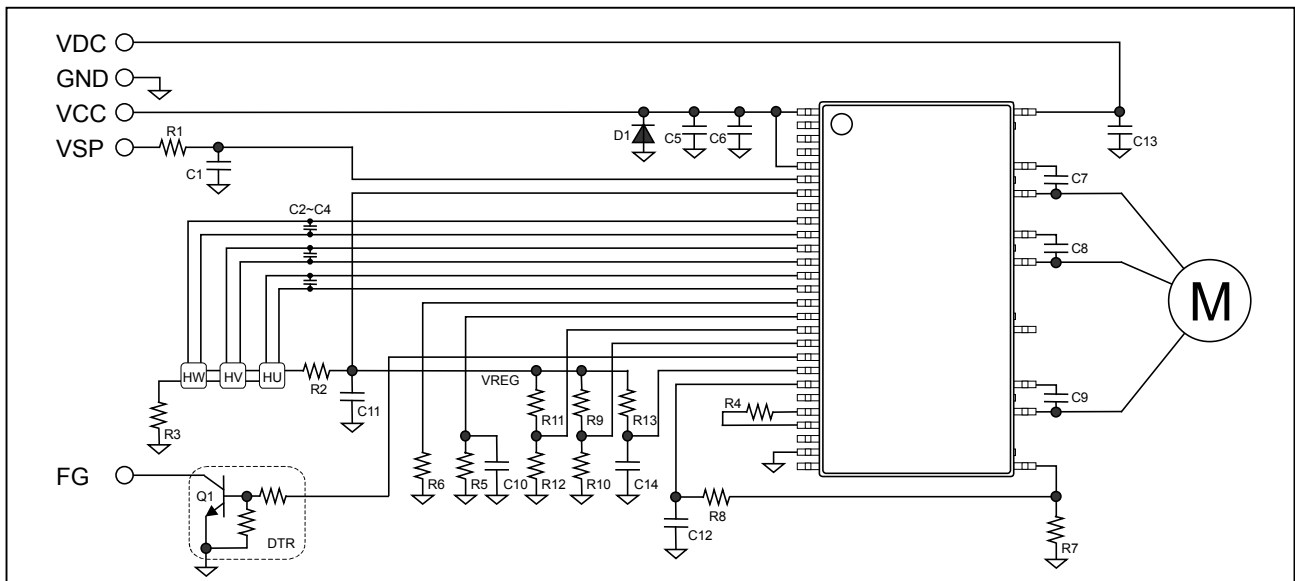 VDC
GND
VCC
VSP
R1
C1
D1
C5
C6
C13
C7
C2~C4
C8
M
HW
HV
HU
R2
VREG
C11
R11
R9
R13
R4
C9
R3
R6
R5
C10
R12
R10
C14
FG
Q1
DTR
R8
C12
R7